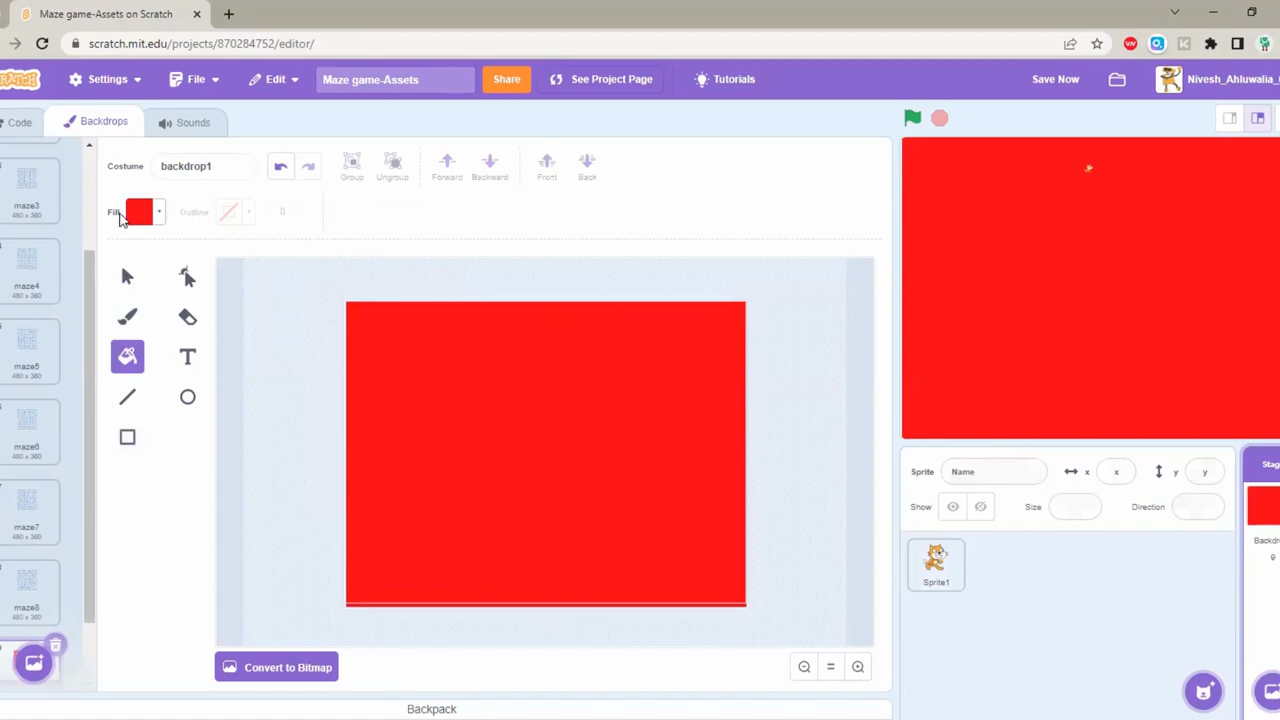 Maze game-Assets on Scratch
scratch.mit.edu/projects/870284752/editor/
Settings File Edit Maze game-Assets Share See Project Page Tutorials Save Now Nivesh_Ahluwalia_
Code Backdrops Sounds
Costume backdrop1 Group Ungroup Forward Backward Front Back
Fill Outline 0
maze3
480 x 360
maze4
480 x 360
maze5
480 x 360
maze6
480 x 360
maze7
480 x 360
maze8
480 x 360
Convert to Bitmap
Backpack
Sprite Name x x y y
Show Size Direction
Sprite1